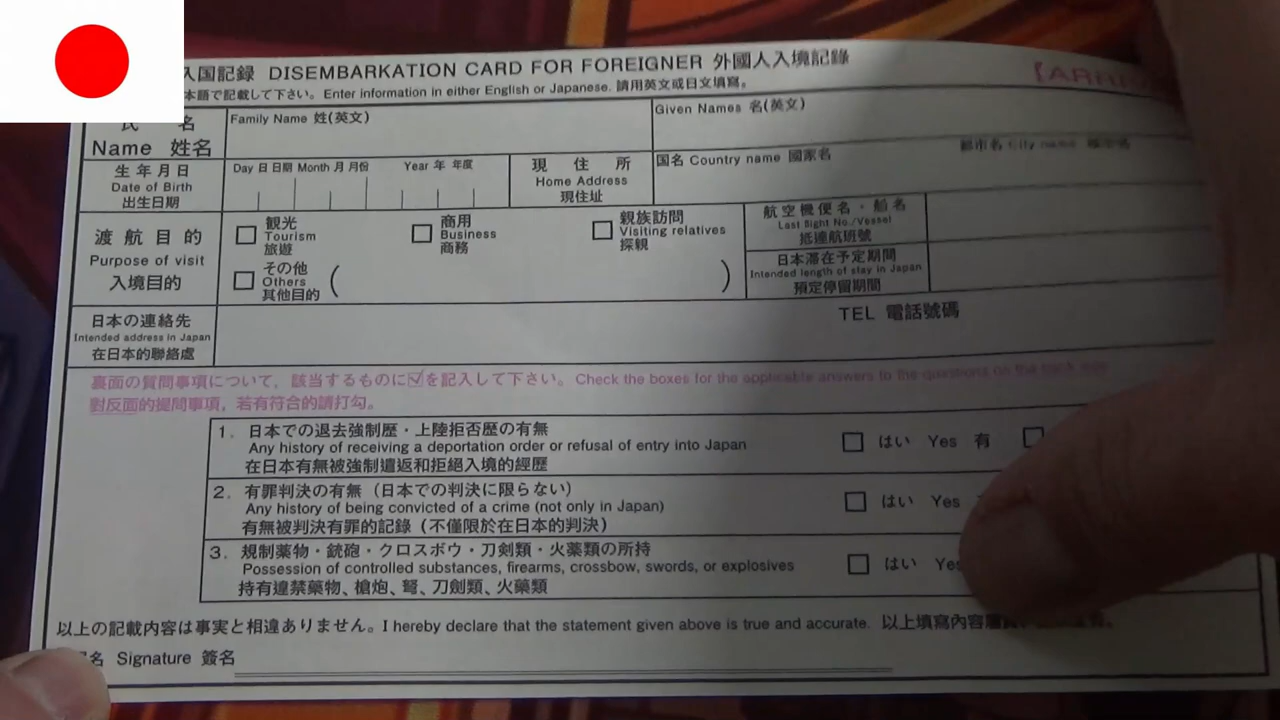 入国記録 DISEMBARKATION CARD FOR FOREIGNER 外國人入境記錄
本語で記載して下さい。Enter information in either English or Japanese. 請用英文或日文填寫。
氏 名
Name 姓名
Family Name 姓(英文)
Given Names 名(英文)
生年月日
Date of Birth
出生日期
Day 日 日期 Month 月 月份 Year 年 年度
現 住 所
Home Address
現住址
国名 Country name 國家名
都市名 City name
渡航目的
Purpose of visit
入境目的
観光
Tourism
旅遊
商用
Business
商務
親族訪問
Visiting relatives
探親
その他
Others
其他目的
( )
航空機便名・船名
Last flight No./Vessel
抵達航班號
日本滞在予定期間
Intended length of stay in Japan
預定停留期間
日本の連絡先
Intended address in Japan
在日本的聯絡處
TEL 電話號碼
裏面の質問事項について、該当するものに☑を記入して下さい。Check the boxes for the applicable answers to the questions on the back side.
對反面的提問事項，若有符合的請打勾。
1. 日本での退去強制歴・上陸拒否歴の有無
Any history of receiving a deportation order or refusal of entry into Japan
在日本有無被強制遣返和拒絕入境的經歷
はい Yes 有
2. 有罪判決の有無（日本での判決に限らない）
Any history of being convicted of a crime (not only in Japan)
有無被判決有罪的記錄（不僅限於在日本的判決）
はい Yes
3. 規制薬物・銃砲・クロスボウ・刀剣類・火薬類の所持
Possession of controlled substances, firearms, crossbow, swords, or explosives
持有違禁藥物、槍炮、弩、刀劍類、火藥類
はい Yes
以上の記載内容は事実と相違ありません。I hereby declare that the statement given above is true and accurate. 以上填寫內容
名 Signature 簽名